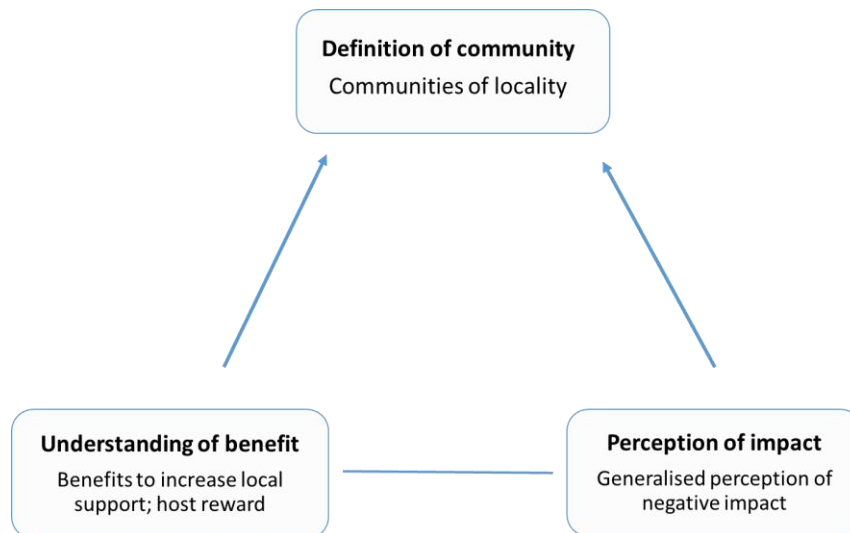 Definition of community
Communities of locality
Understanding of benefit
Benefits to increase local
support; host reward
Perception of impact
Generalised perception of
negative impact